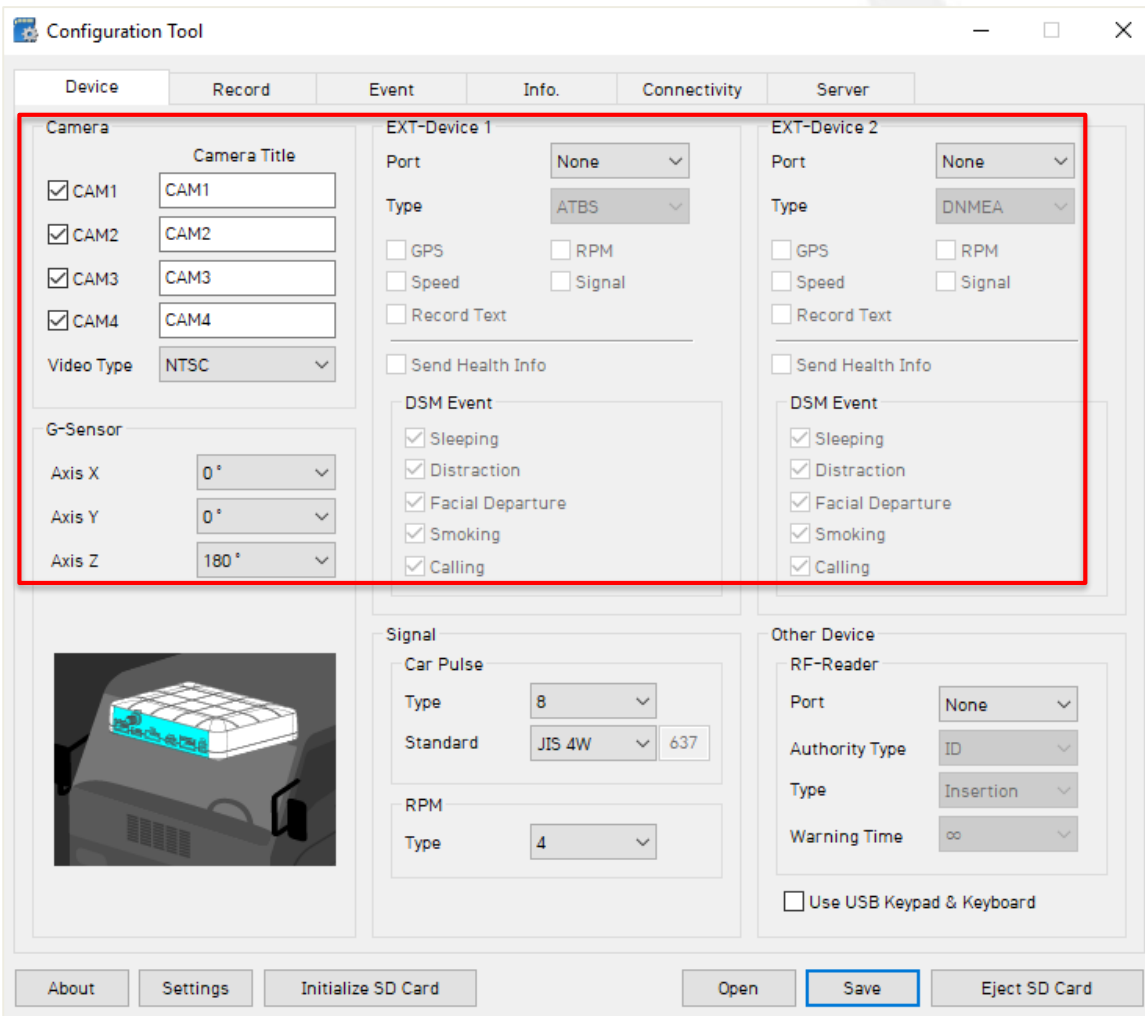 Configuration Tool
Device Record Event Info. Connectivity Server
Camera
Camera Title
CAM1 CAM1
CAM2 CAM2
CAM3 CAM3
CAM4 CAM4
Video Type NTSC
G-Sensor
Axis X 0°
Axis Y 0°
Axis Z 180°
EXT-Device 1
Port None
Type ATBS
GPS RPM
Speed Signal
Record Text
Send Health Info
DSM Event
Sleeping
Distraction
Facial Departure
Smoking
Calling
EXT-Device 2
Port None
Type DNMEA
GPS RPM
Speed Signal
Record Text
Send Health Info
DSM Event
Sleeping
Distraction
Facial Departure
Smoking
Calling
Signal
Car Pulse
Type 8
Standard JIS 4W 637
RPM
Type 4
Other Device
RF-Reader
Port None
Authority Type ID
Type Insertion
Warning Time ∞
Use USB Keypad & Keyboard
About Settings Initialize SD Card Open Save Eject SD Card